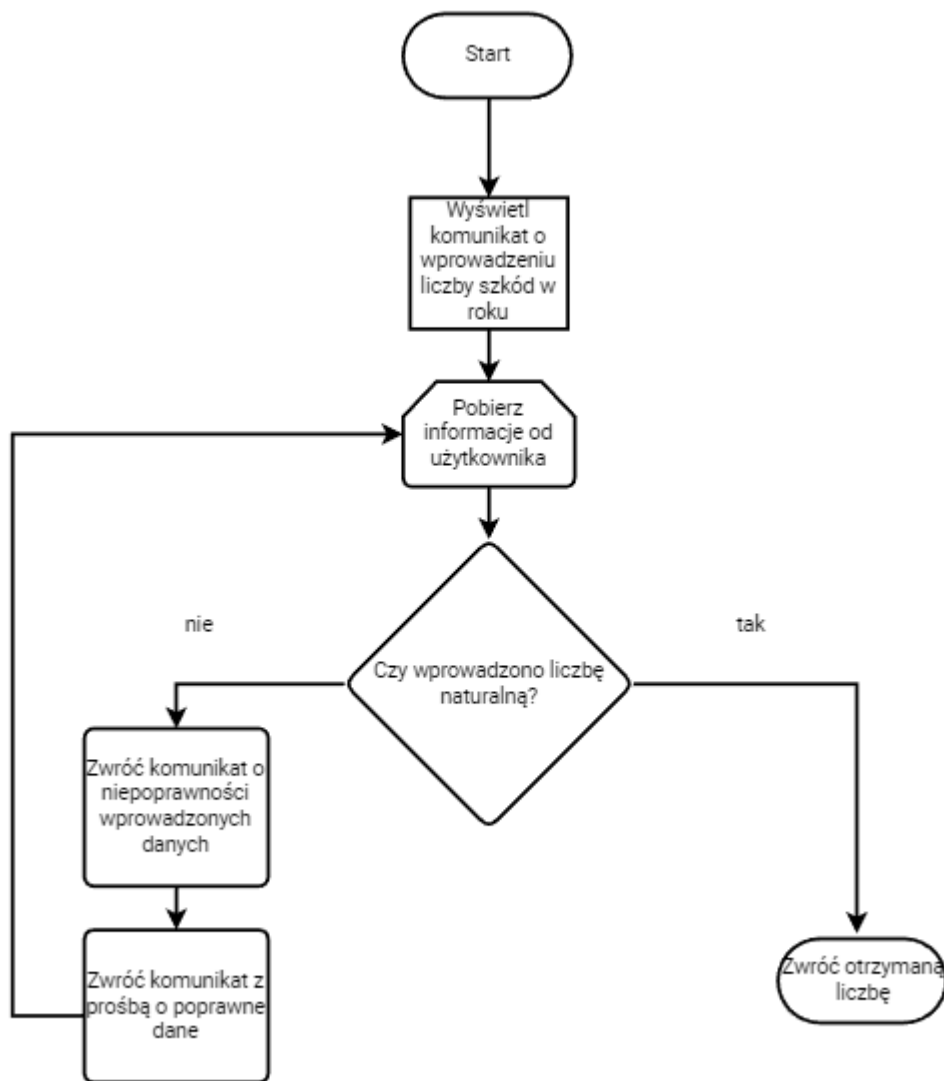 Start
Wyświetl
komunikat o
wprowadzeniu
liczby szkód w
roku
Pobierz
informacje od
użytkownika
nie
tak
Czy wprowadzono liczbę
naturalną?
Zwróć komunikat o
niepoprawności
wprowadzonych
danych
Zwróć komunikat z
prośbą o poprawne
dane
Zwróć otrzymaną
liczbę